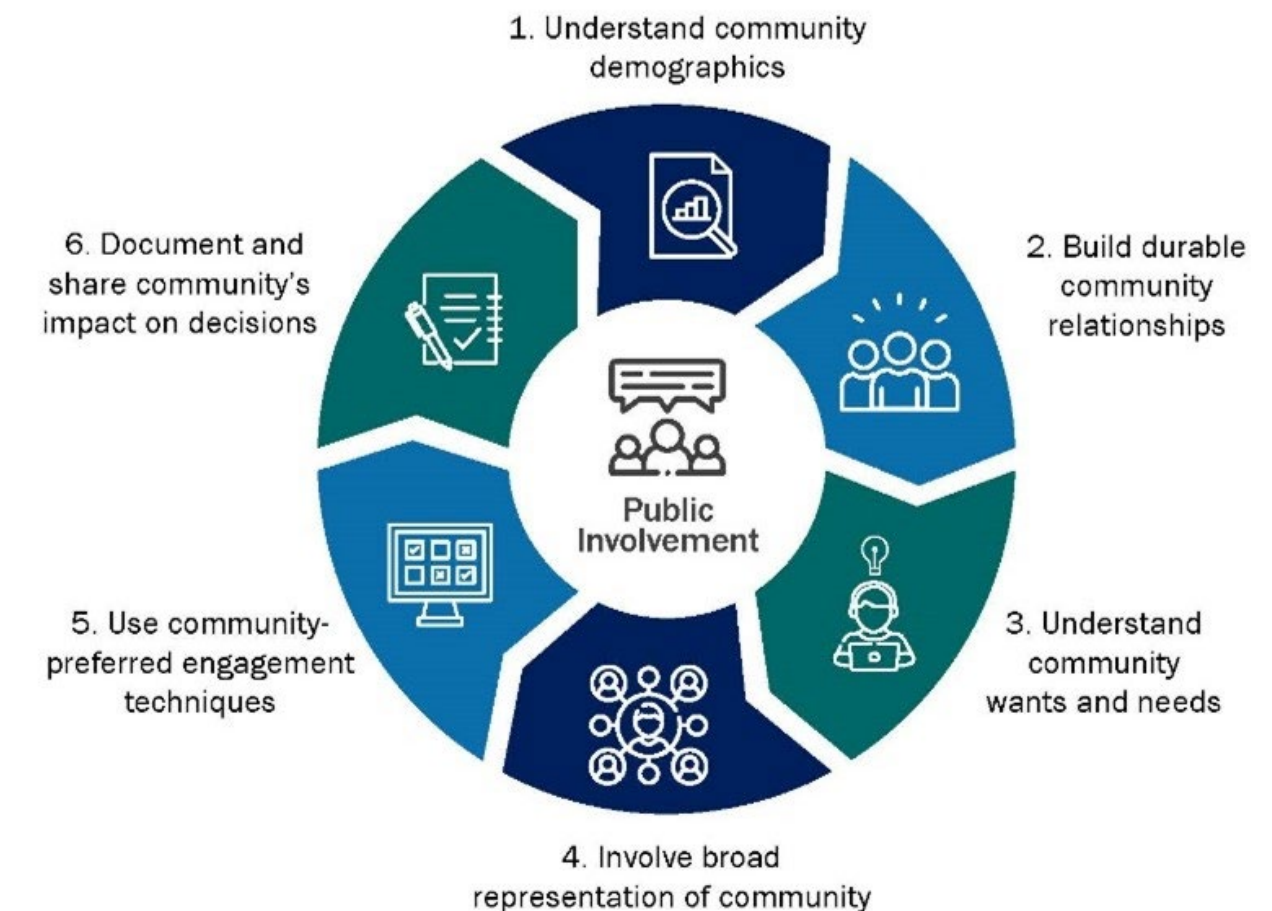 1. Understand community
demographics
2. Build durable
community
relationships
3. Understand
community
wants and needs
4. Involve broad
representation of community
5. Use community-
preferred engagement
techniques
6. Document and
share community's
impact on decisions
Public
Involvement